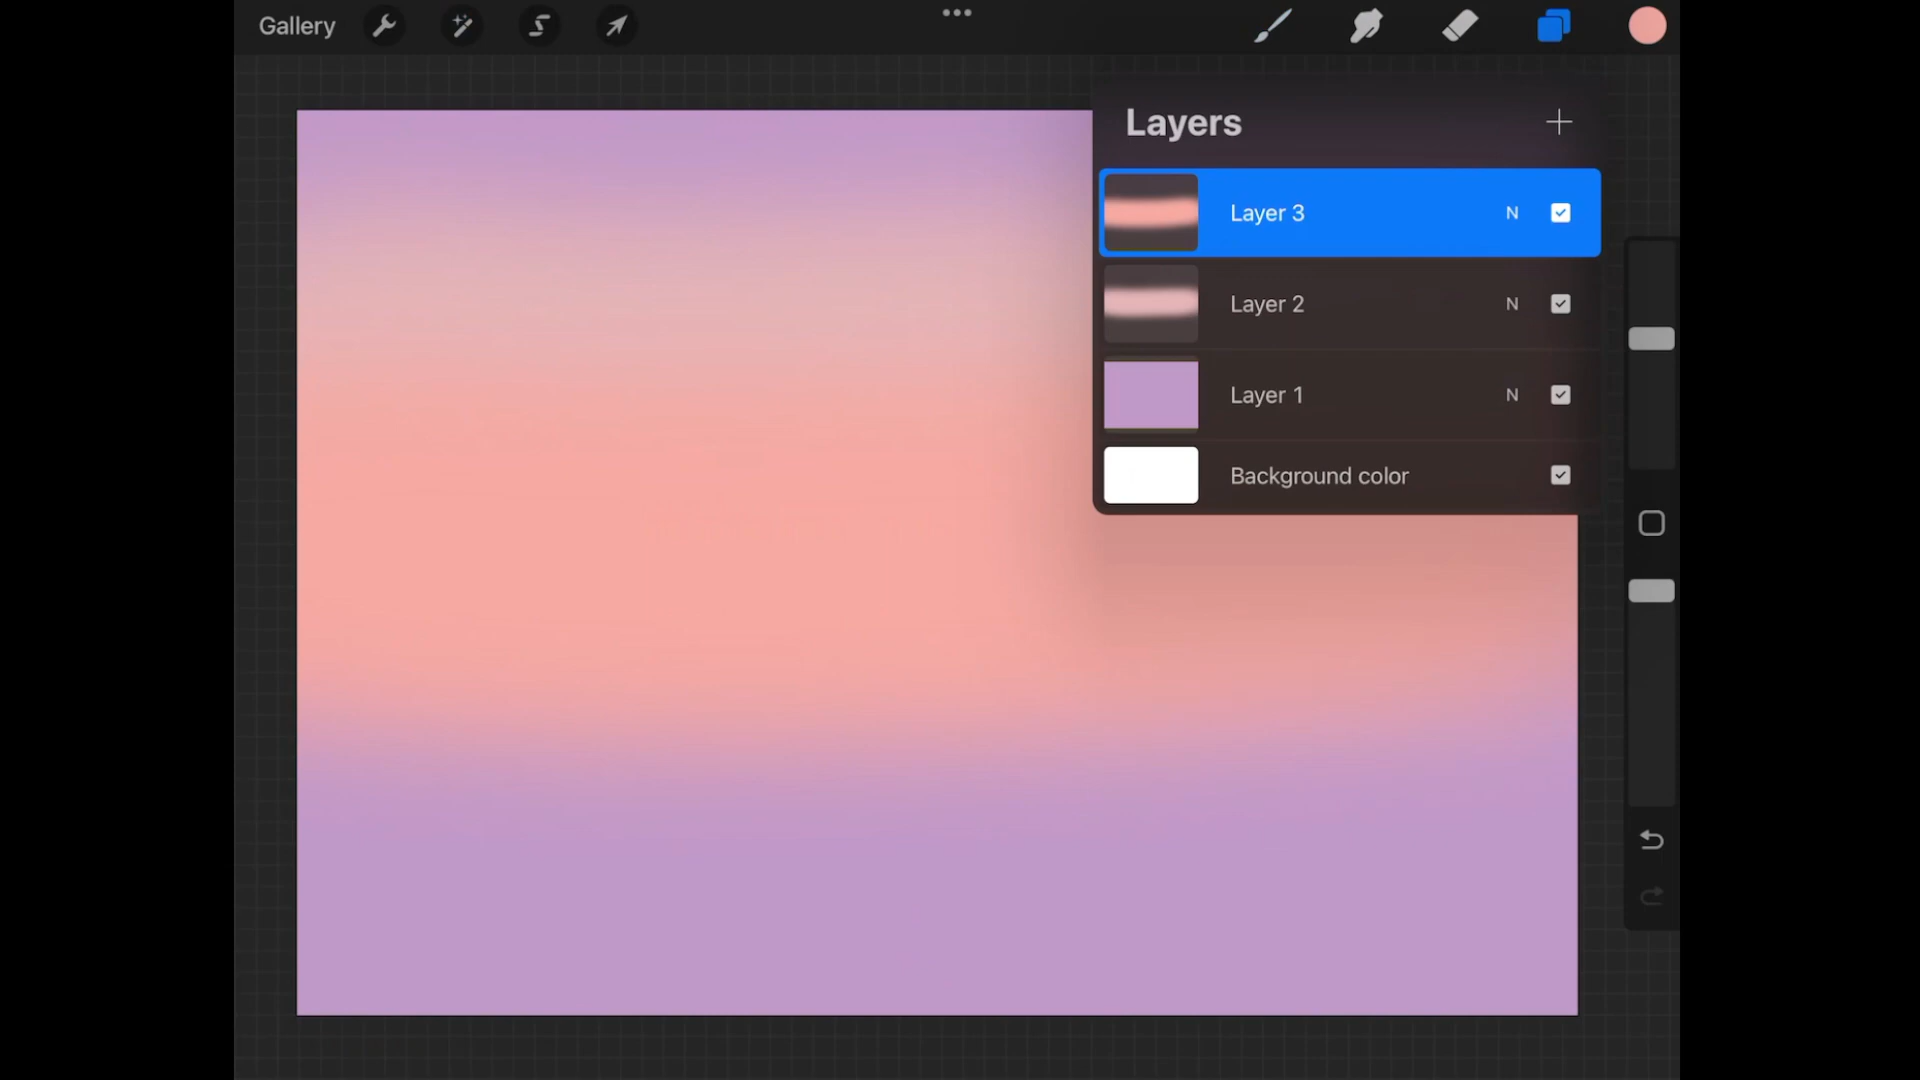 Gallery
Layers
Layer 3 N
Layer 2 N
Layer 1 N
Background color